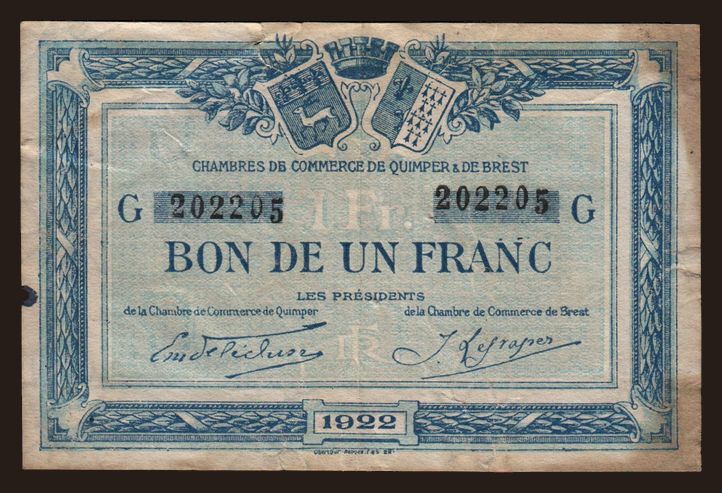 CHAMBRES DE COMMERCE DE QUIMPER & DE BREST
G 202205 202205 G
1 Fr.
BON DE UN FRANC
LES PRÉSIDENTS
de la Chambre de Commerce de Quimper de la Chambre de Commerce de Brest
RF
1922